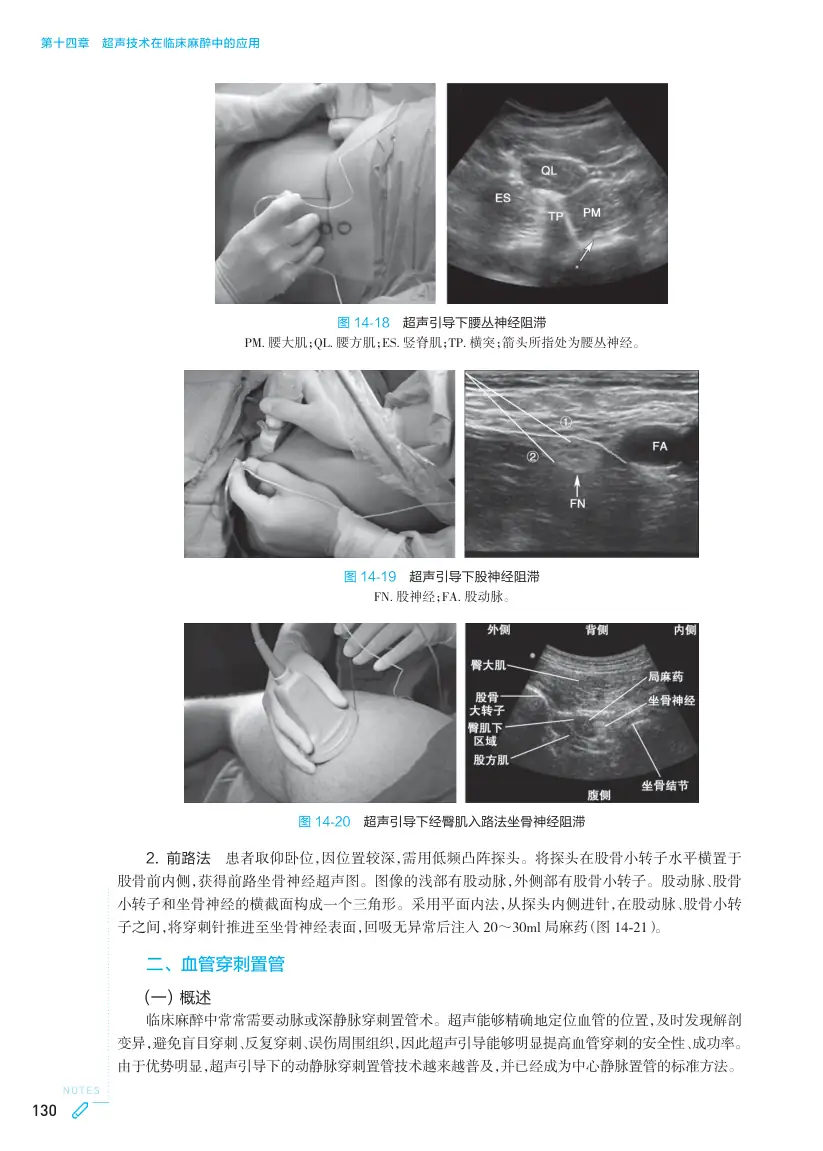 第十四章 超声技术在临床麻醉中的应用
QL
ES
TP
PM
图 14-18 超声引导下腰丛神经阻滞
PM. 腰大肌;QL. 腰方肌;ES. 竖脊肌;TP. 横突;箭头所指处为腰丛神经。
①
②
FA
FN
图 14-19 超声引导下股神经阻滞
FN. 股神经;FA. 股动脉。
外侧 背侧 内侧
臀大肌
局麻药
股骨
大转子
坐骨神经
臀肌下
区域
股方肌
坐骨结节
腹侧
图 14-20 超声引导下经臀肌入路法坐骨神经阻滞
2. 前路法 患者取仰卧位,因位置较深,需用低频凸阵探头。将探头在股骨小转子水平横置于
股骨前内侧,获得前路坐骨神经超声图。图像的浅部有股动脉,外侧部有股骨小转子。股动脉、股骨
小转子和坐骨神经的横截面构成一个三角形。采用平面内法,从探头内侧进针,在股动脉、股骨小转
子之间,将穿刺针推进至坐骨神经表面,回吸无异常后注入 20～30ml 局麻药(图 14-21)。
二、血管穿刺置管
(一) 概述
临床麻醉中常常需要动脉或深静脉穿刺置管术。超声能够精确地定位血管的位置,及时发现解剖
变异,避免盲目穿刺、反复穿刺、误伤周围组织,因此超声引导能够明显提高血管穿刺的安全性、成功率。
由于优势明显,超声引导下的动静脉穿刺置管技术越来越普及,并已经成为中心静脉置管的标准方法。
NOTES
130